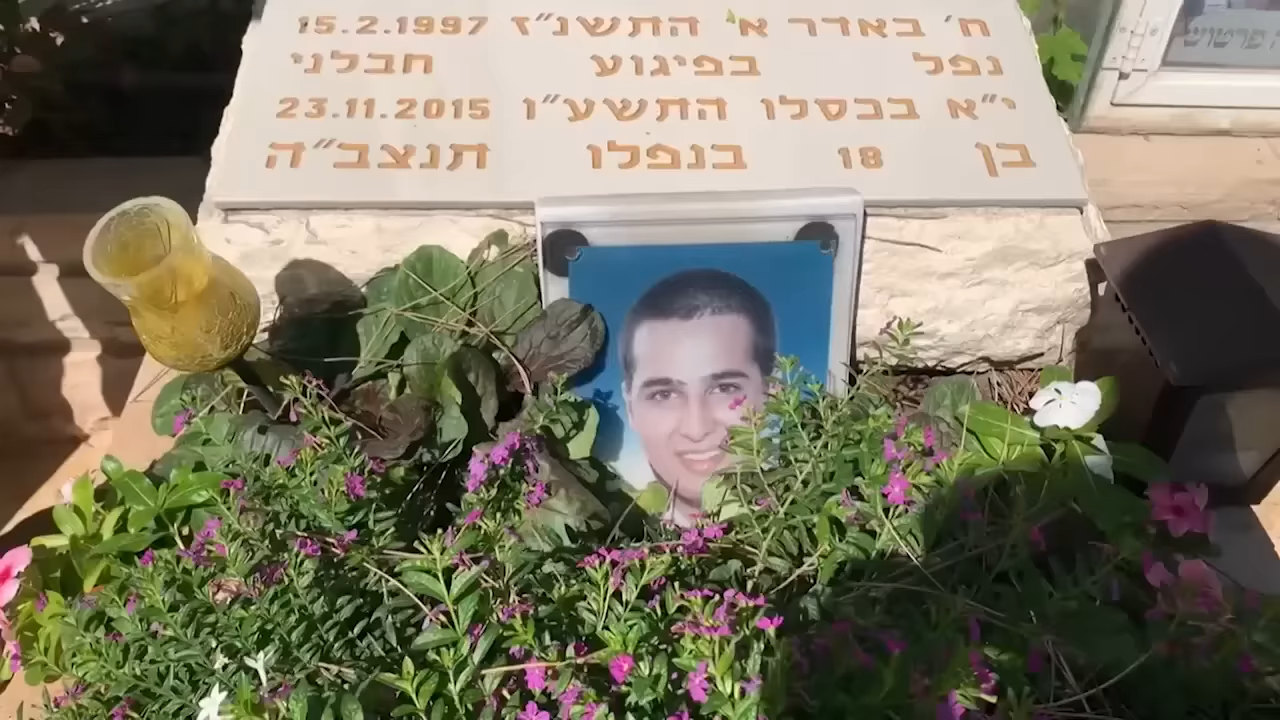 ח׳ באדר א׳ התשנ״ז 15.2.1997
נפל בפיגוע חבלני
י״א בכסלו התשע״ו 23.11.2015
בן 18 בנפלו תנצב״ה